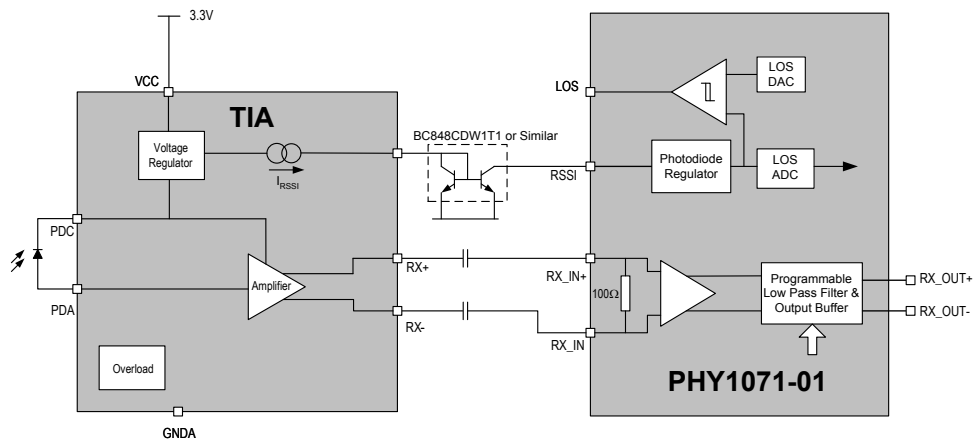 3.3V
VCC
TIA
Voltage
Regulator
IRSSI
BC848CDW1T1 or Similar
LOS
LOS
DAC
RSSI
Photodiode
Regulator
LOS
ADC
PDC
PDA
Amplifier
RX+
RX-
RX_IN+
RX_IN
100Ω
Programmable
Low Pass Filter &
Output Buffer
RX_OUT+
RX_OUT-
Overload
GNDA
PHY1071-01